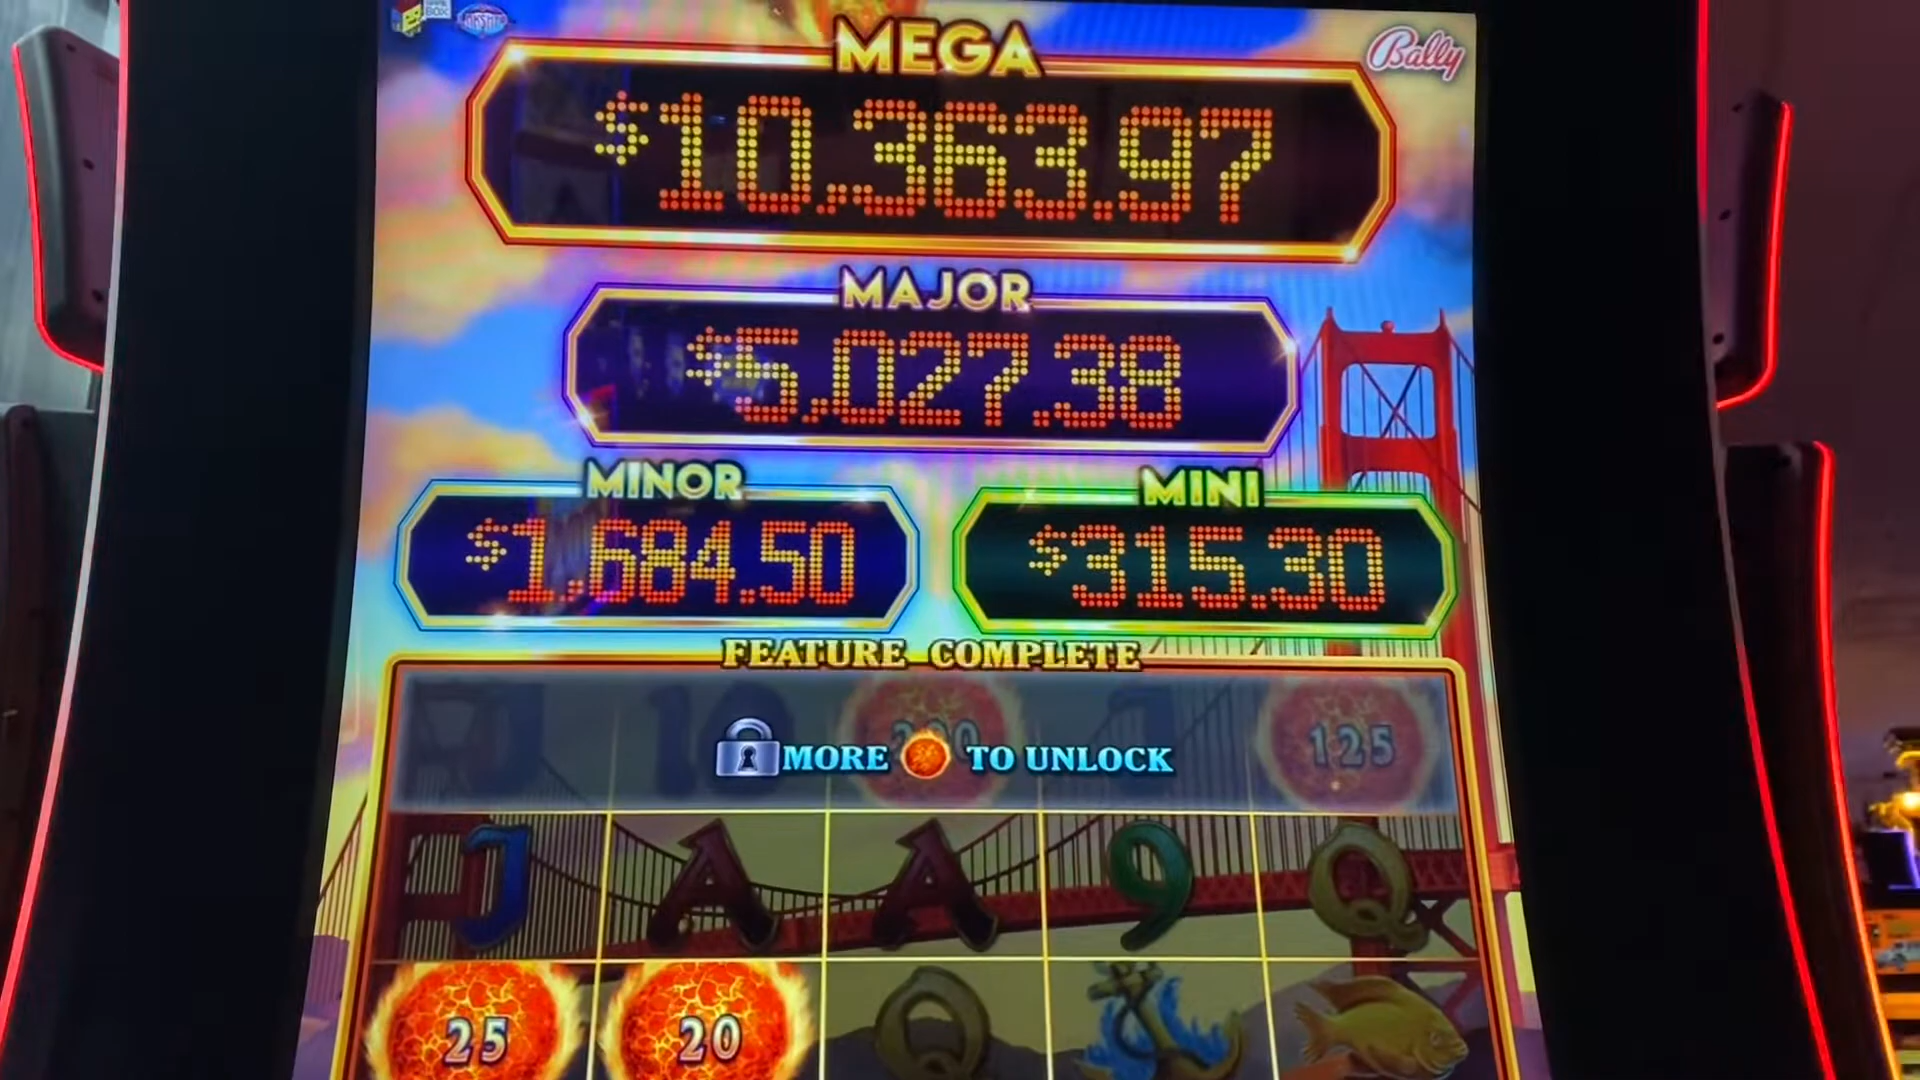 MEGA
Bally
$10,363.97
MAJOR
$5,027.38
MINOR
MINI
$1,684.50
$315.30
FEATURE COMPLETE
10
125
MORE TO UNLOCK
J A A 9 Q
25 20 Q